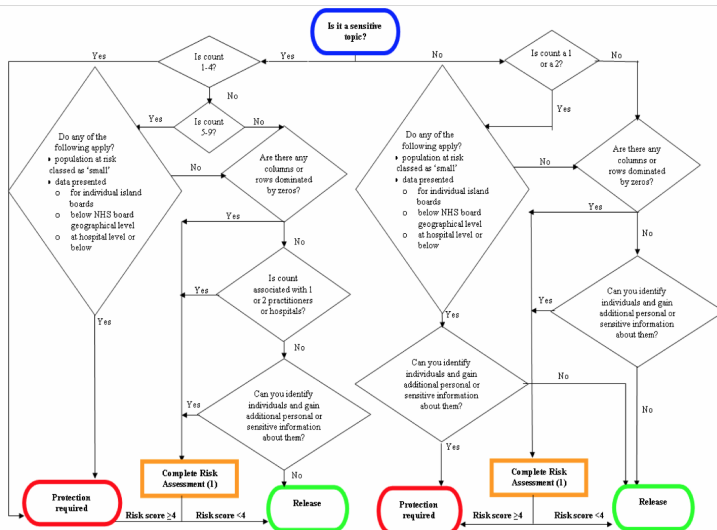 Is it a sensitive
topic?
Yes
Is count
1-4?
Yes
No
Is count a 1
or a 2?
No
No
Yes
Yes
Is count
5-9?
No
Do any of the
following apply?
• population at risk
classed as 'small'
• data presented
o for individual island
boards
o below NHS board
geographical level
o at hospital level or
below
No
Are there any
columns or
rows dominated
by zeros?
Do any of the
following apply?
• population at risk
classed as 'small'
• data presented
o for individual island
boards
o below NHS board
geographical level
o at hospital level or
below
No
Are there any
columns or
rows dominated
by zeros?
Yes
No
Yes
No
Is count
associated with 1
or 2 practitioners
or hospitals?
Yes
No
Can you identify
individuals and gain
additional personal or
sensitive information
about them?
Yes
No
Yes
Yes
Can you identify
individuals and gain
additional personal or
sensitive information
about them?
Yes
No
Can you identify
individuals and gain
additional personal or
sensitive information
about them?
No
Yes
Complete Risk
Assessment (1)
Complete Risk
Assessment (1)
Protection
required
Risk score ≥4
Risk score <4
Release
Protection
required
Risk score ≥4
Risk score <4
Release